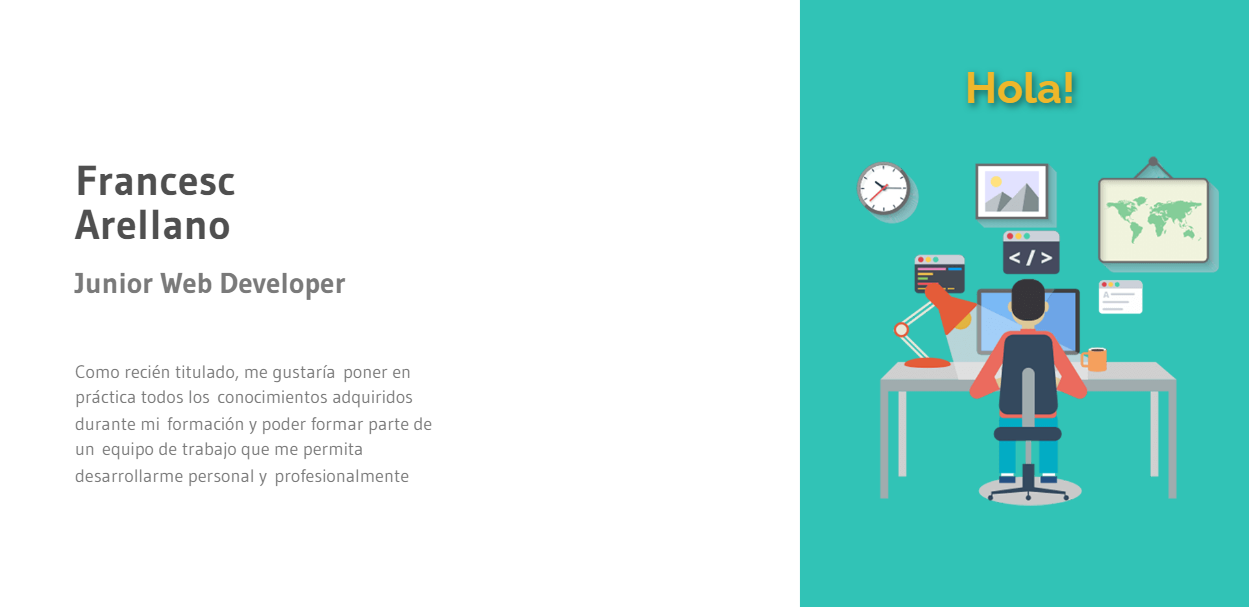 Hola!
Francesc
Arellano
Junior Web Developer
Como recién titulado, me gustaría poner en
práctica todos los conocimientos adquiridos
durante mi formación y poder formar parte de
un equipo de trabajo que me permita
desarrollarme personal y profesionalmente
</>
A